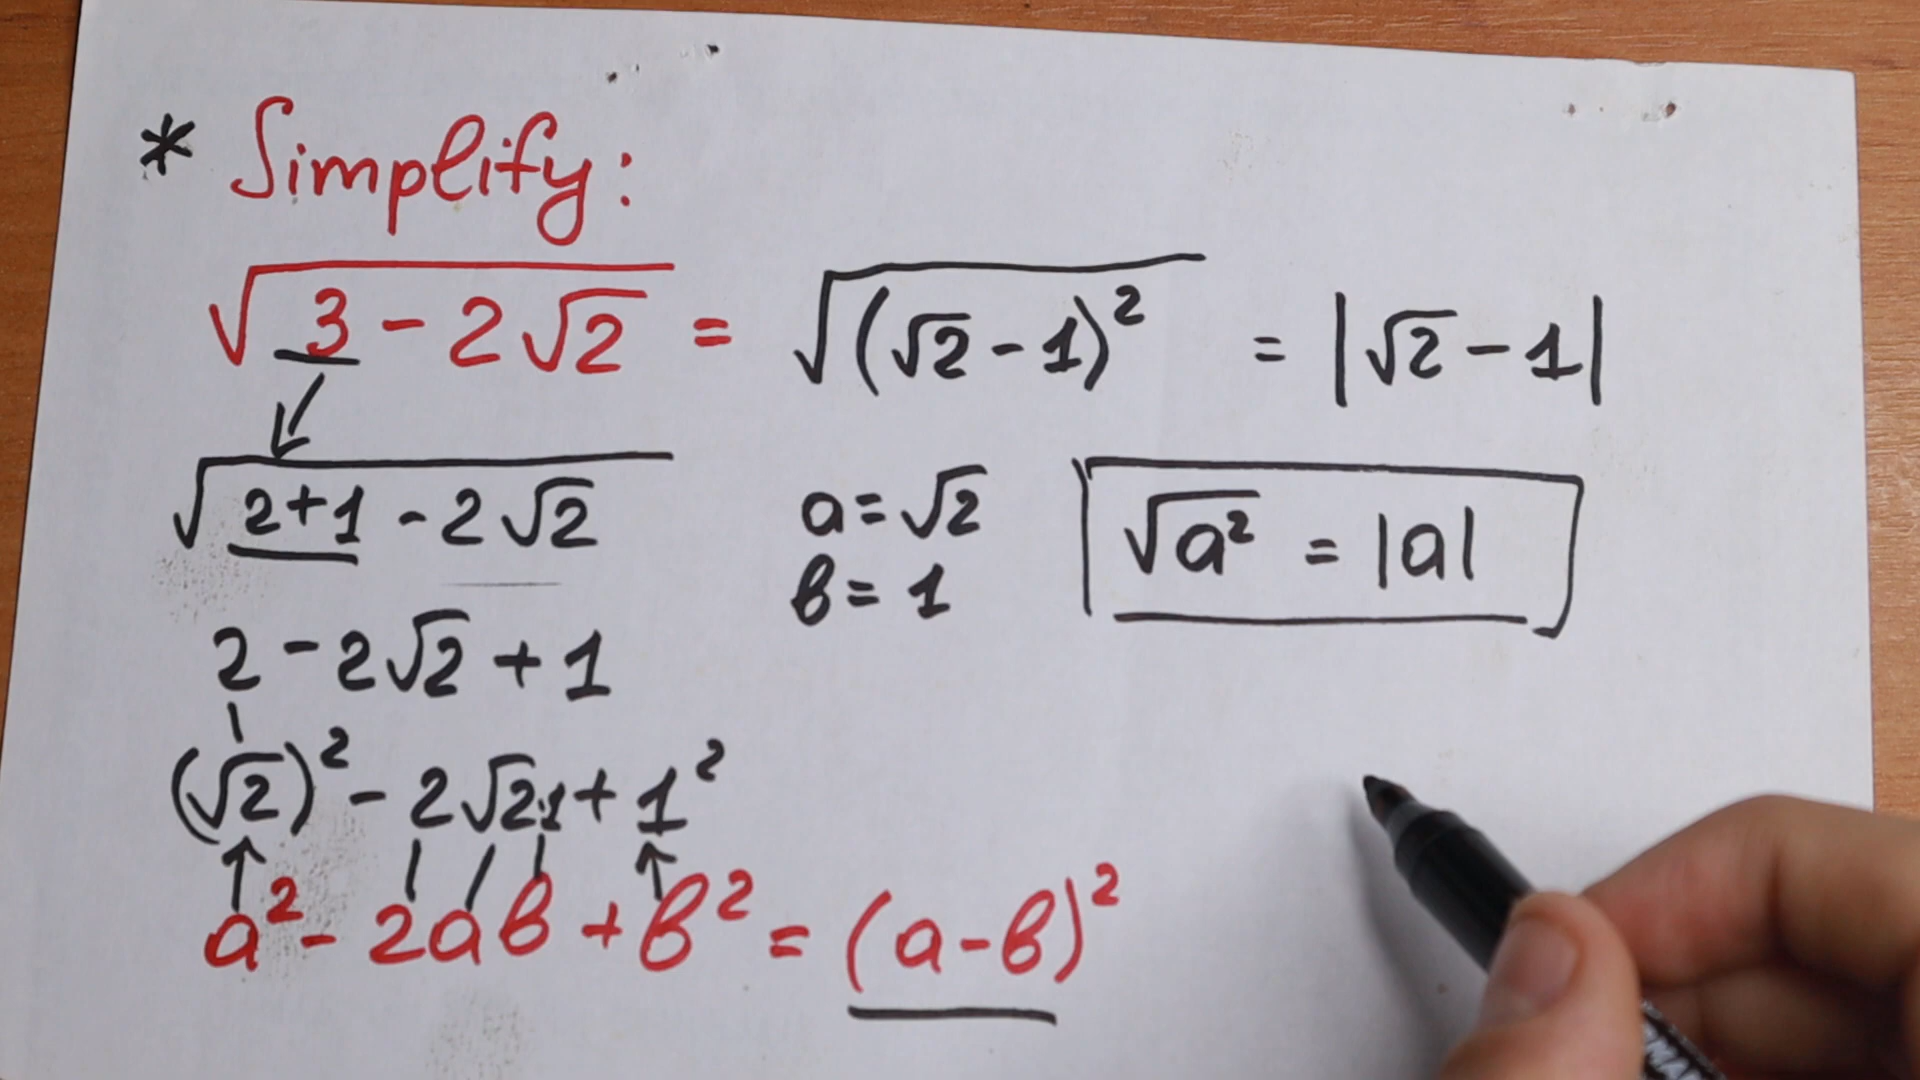 * Simplify:
√(3 - 2√2) = √((√2 - 1)²) = |√2 - 1|
√(2+1 - 2√2)
a = √2
b = 1
√a² = |a|
2 - 2√2 + 1
(√2)² - 2√2·1 + 1²
a² - 2ab + b² = (a - b)²